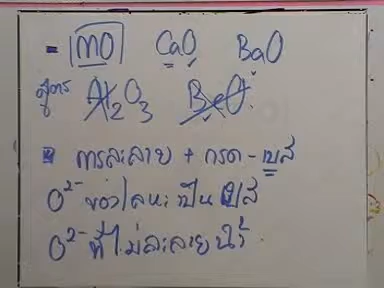 - MO CaO BaO
สูตร Al2O3 BeO
การละลาย + กรด - เบส
O2- ของโลหะเป็นเบส
O2- ที่ไม่ละลายน้ำ